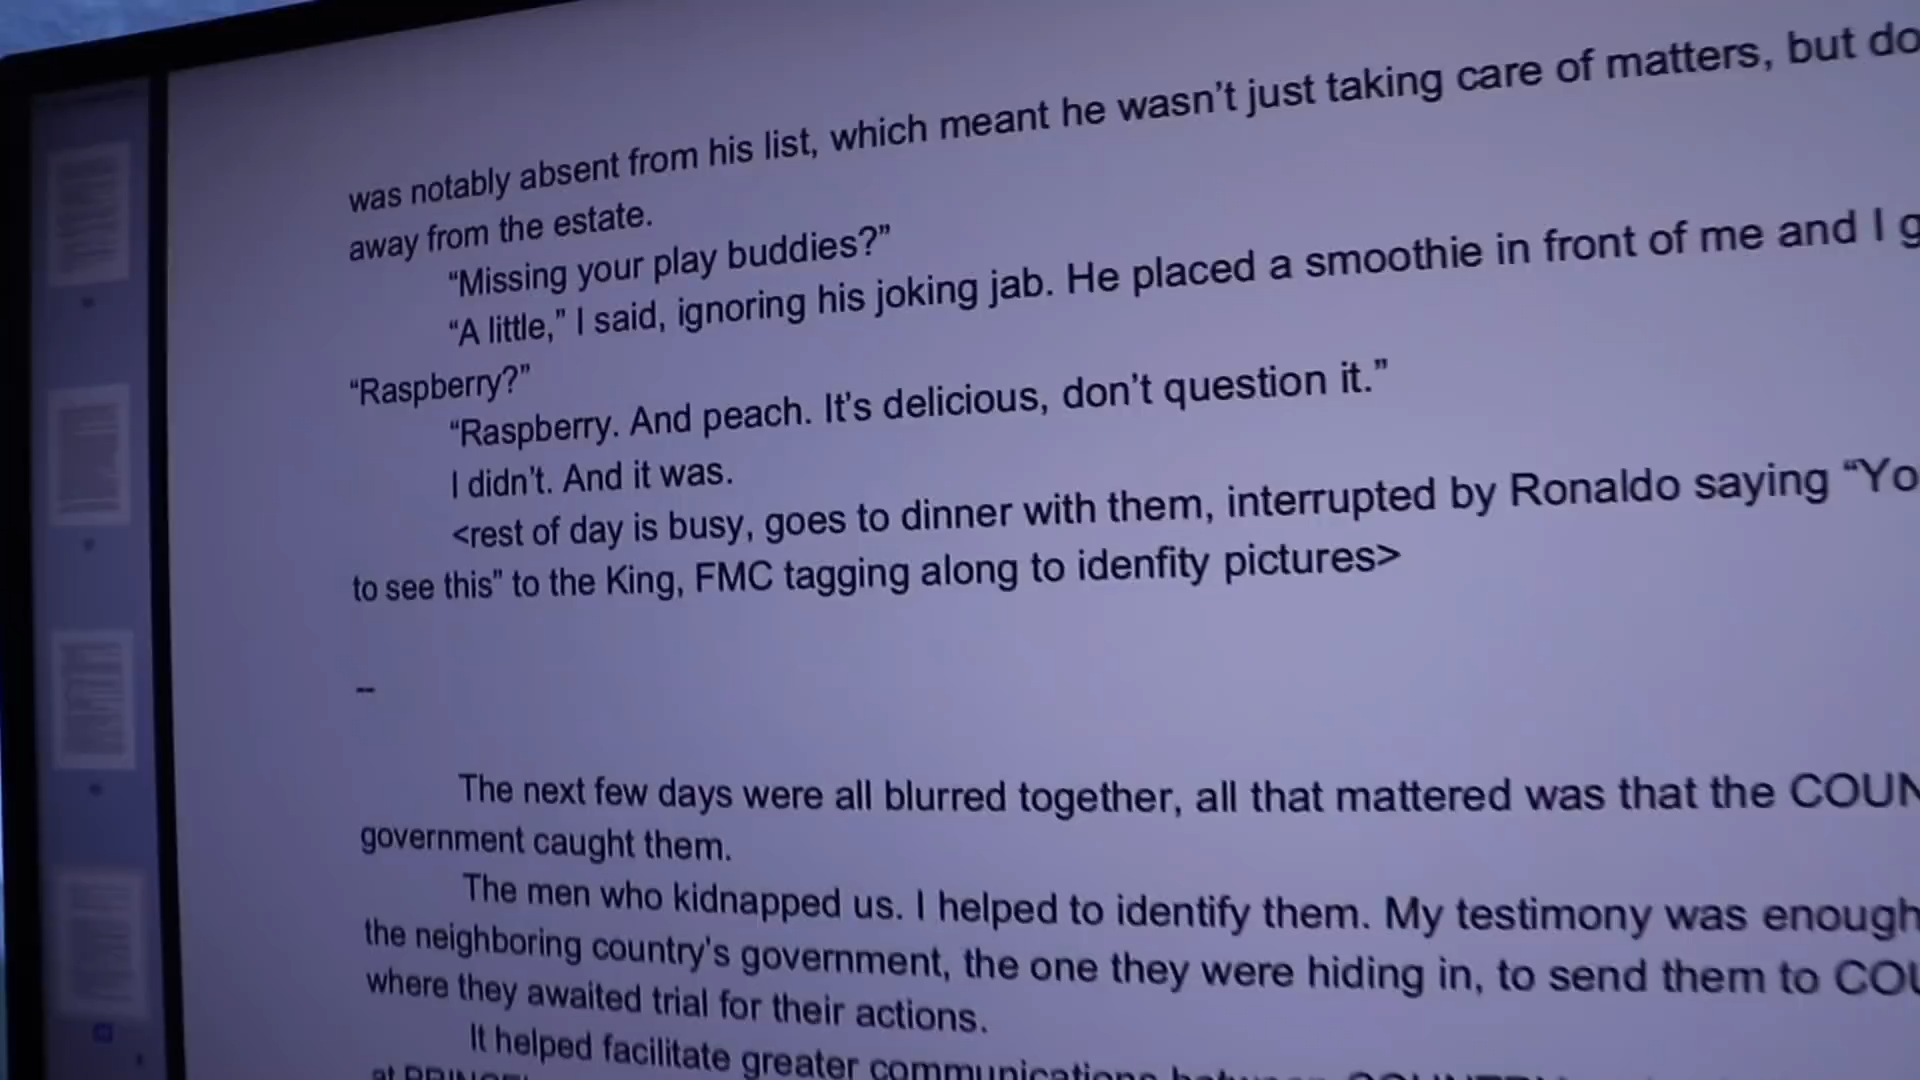 was notably absent from his list, which meant he wasn't just taking care of matters, but do
away from the estate.
“Missing your play buddies?”
“A little,” I said, ignoring his joking jab. He placed a smoothie in front of me and I g
“Raspberry?”
“Raspberry. And peach. It's delicious, don't question it.”
I didn't. And it was.
<rest of day is busy, goes to dinner with them, interrupted by Ronaldo saying “Yo
to see this” to the King, FMC tagging along to idenfity pictures>
--
The next few days were all blurred together, all that mattered was that the COUN
government caught them.
The men who kidnapped us. I helped to identify them. My testimony was enough
the neighboring country's government, the one they were hiding in, to send them to COU
where they awaited trial for their actions.
It helped facilitate greater communications between